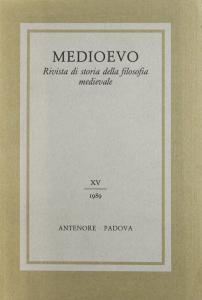 MEDIOEVO
Rivista di storia della filosofia
medievale
XV
1989
ANTENORE · PADOVA